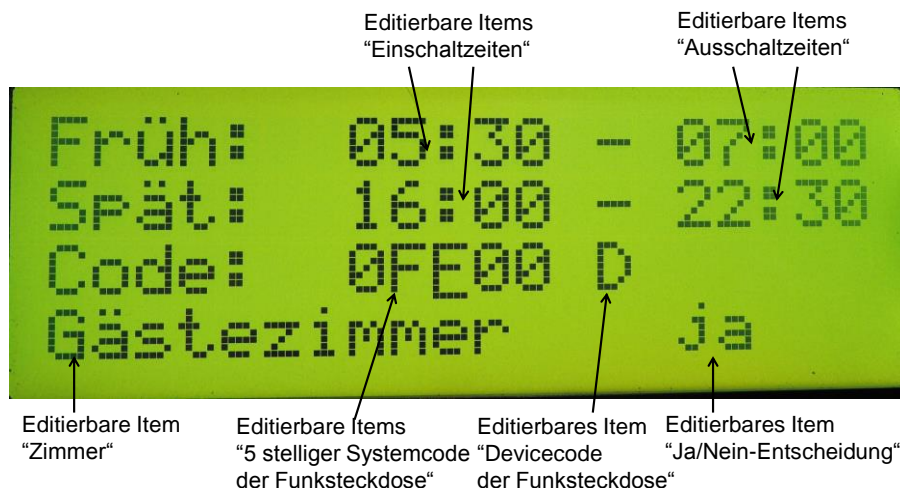 Editierbare Items
“Einschaltzeiten“
Editierbare Items
“Ausschaltzeiten“
Früh: 05:30 - 07:00
Spät: 16:00 - 22:30
Code: 0FE00 D
Gästezimmer ja
Editierbare Item
“Zimmer“
Editierbare Items
“5 stelliger Systemcode
der Funksteckdose“
Editierbares Item
“Devicecode
der Funksteckdose“
Editierbares Item
“Ja/Nein-Entscheidung“